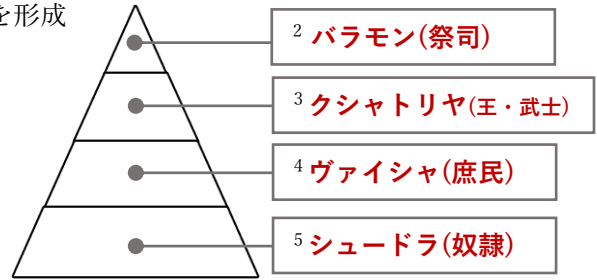 を形成
2 バラモン(祭司)
3 クシャトリヤ(王・武士)
4 ヴァイシャ(庶民)
5 シュードラ(奴隷)